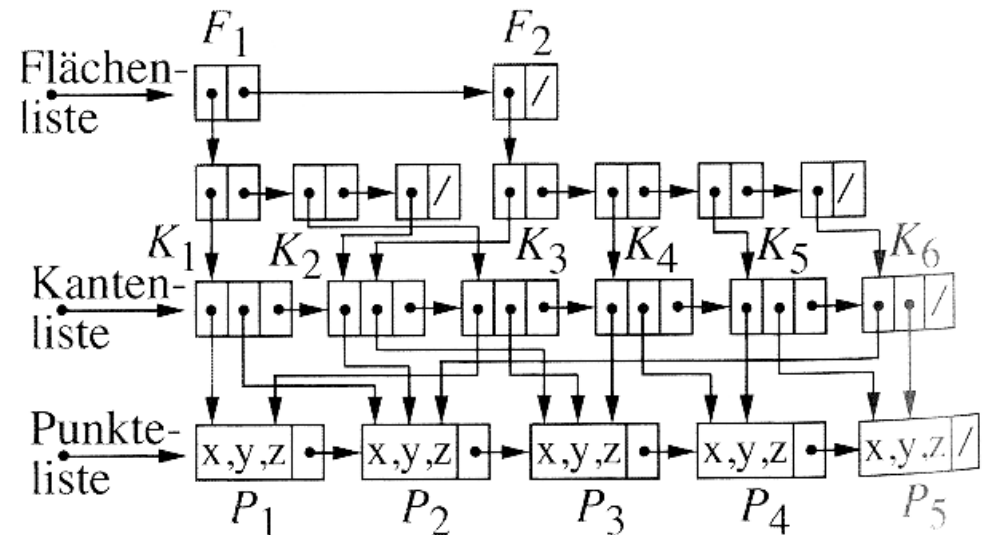 F1 F2
Flächen-
liste
/
/ /
K1 K2 K3 K4 K5 K6
Kanten-
liste
/
Punkte-
liste
x,y,z x,y,z x,y,z x,y,z x,y,z /
P1 P2 P3 P4 P5